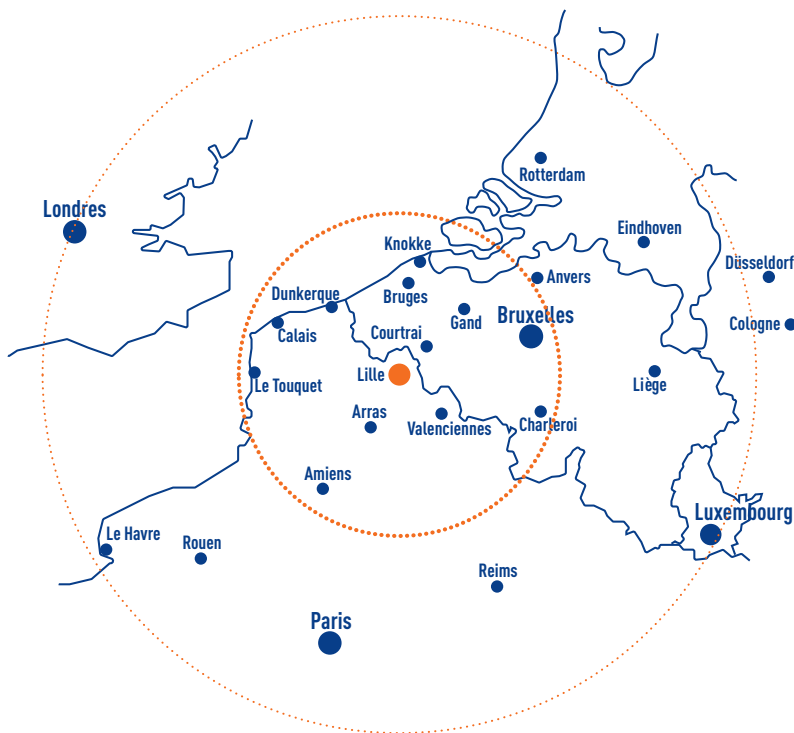 Rotterdam
Londres
Eindhoven
Knokke
Düsseldorf
Anvers
Dunkerque
Bruges
Gand
Bruxelles
Cologne
Calais
Courtrai
Lille
Le Touquet
Liège
Arras
Valenciennes
Charleroi
Amiens
Luxembourg
Le Havre
Rouen
Reims
Paris